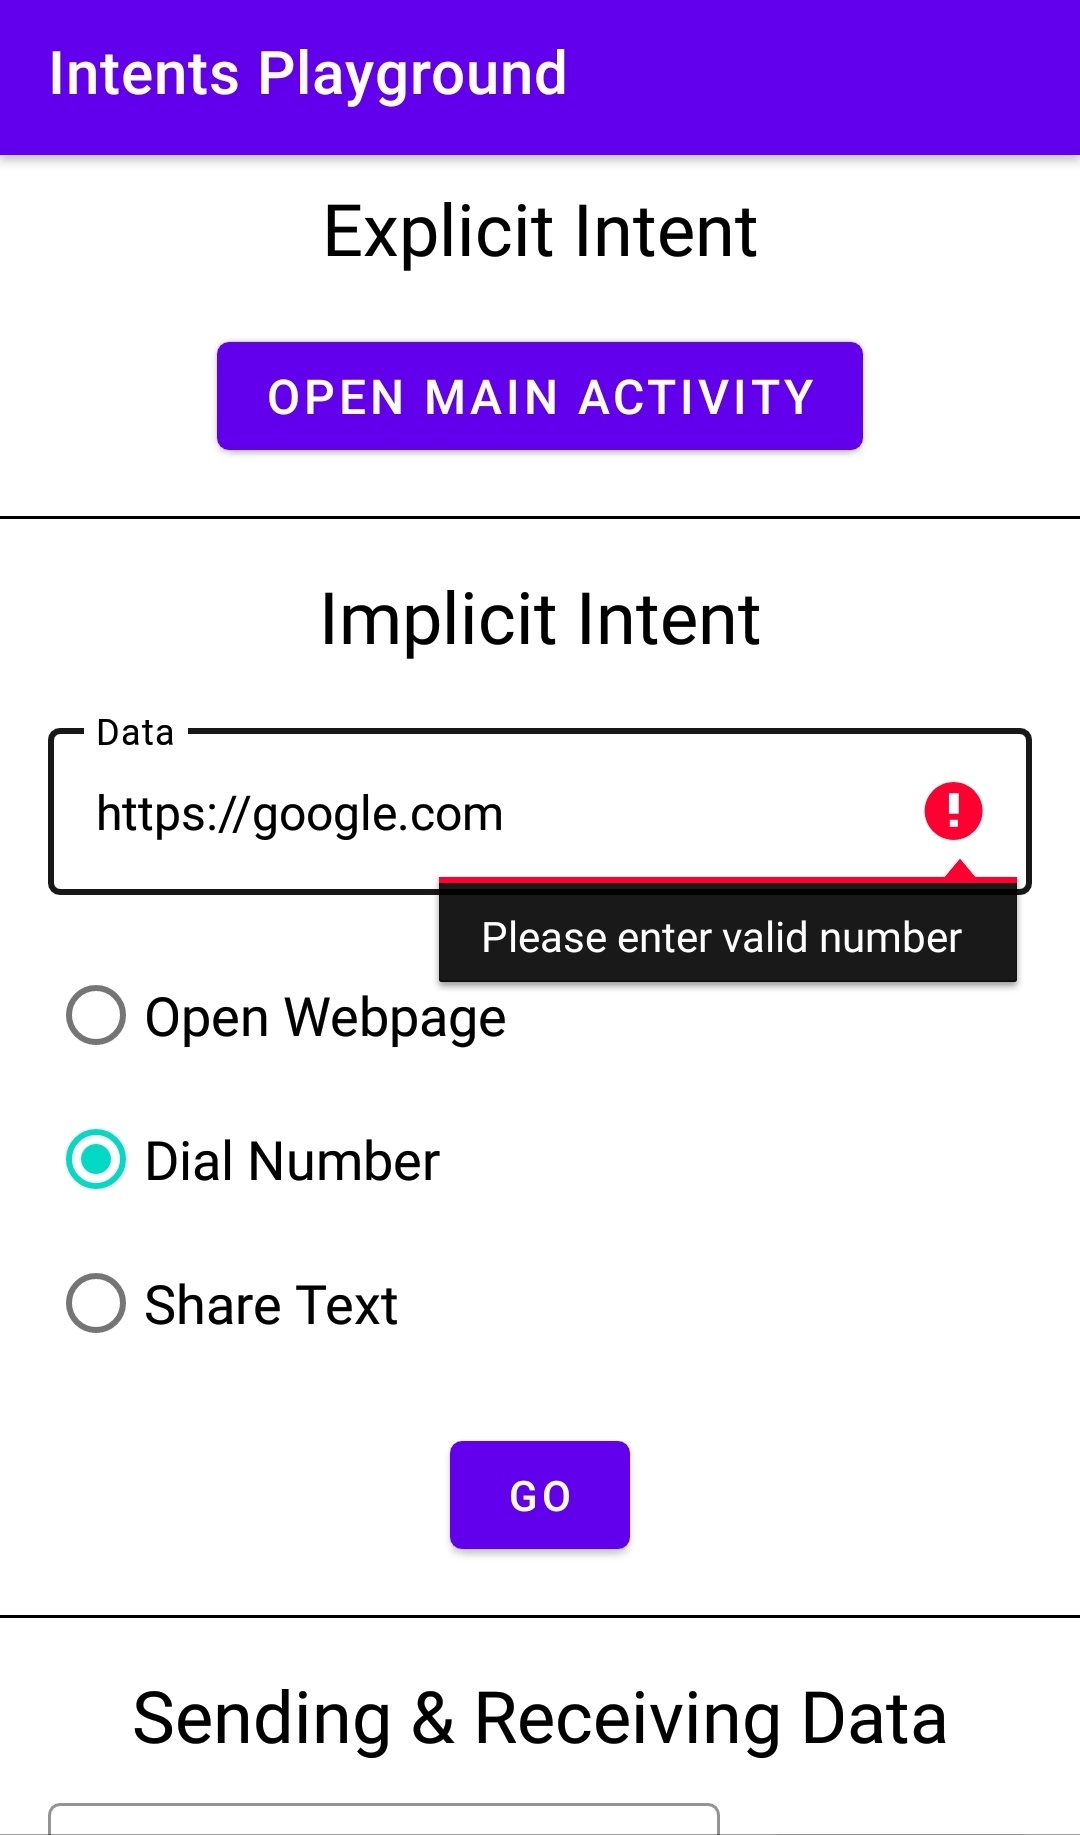 Intents Playground
Explicit Intent
OPEN MAIN ACTIVITY
Implicit Intent
Data
https://google.com
Please enter valid number
Open Webpage
Dial Number
Share Text
GO
Sending & Receiving Data